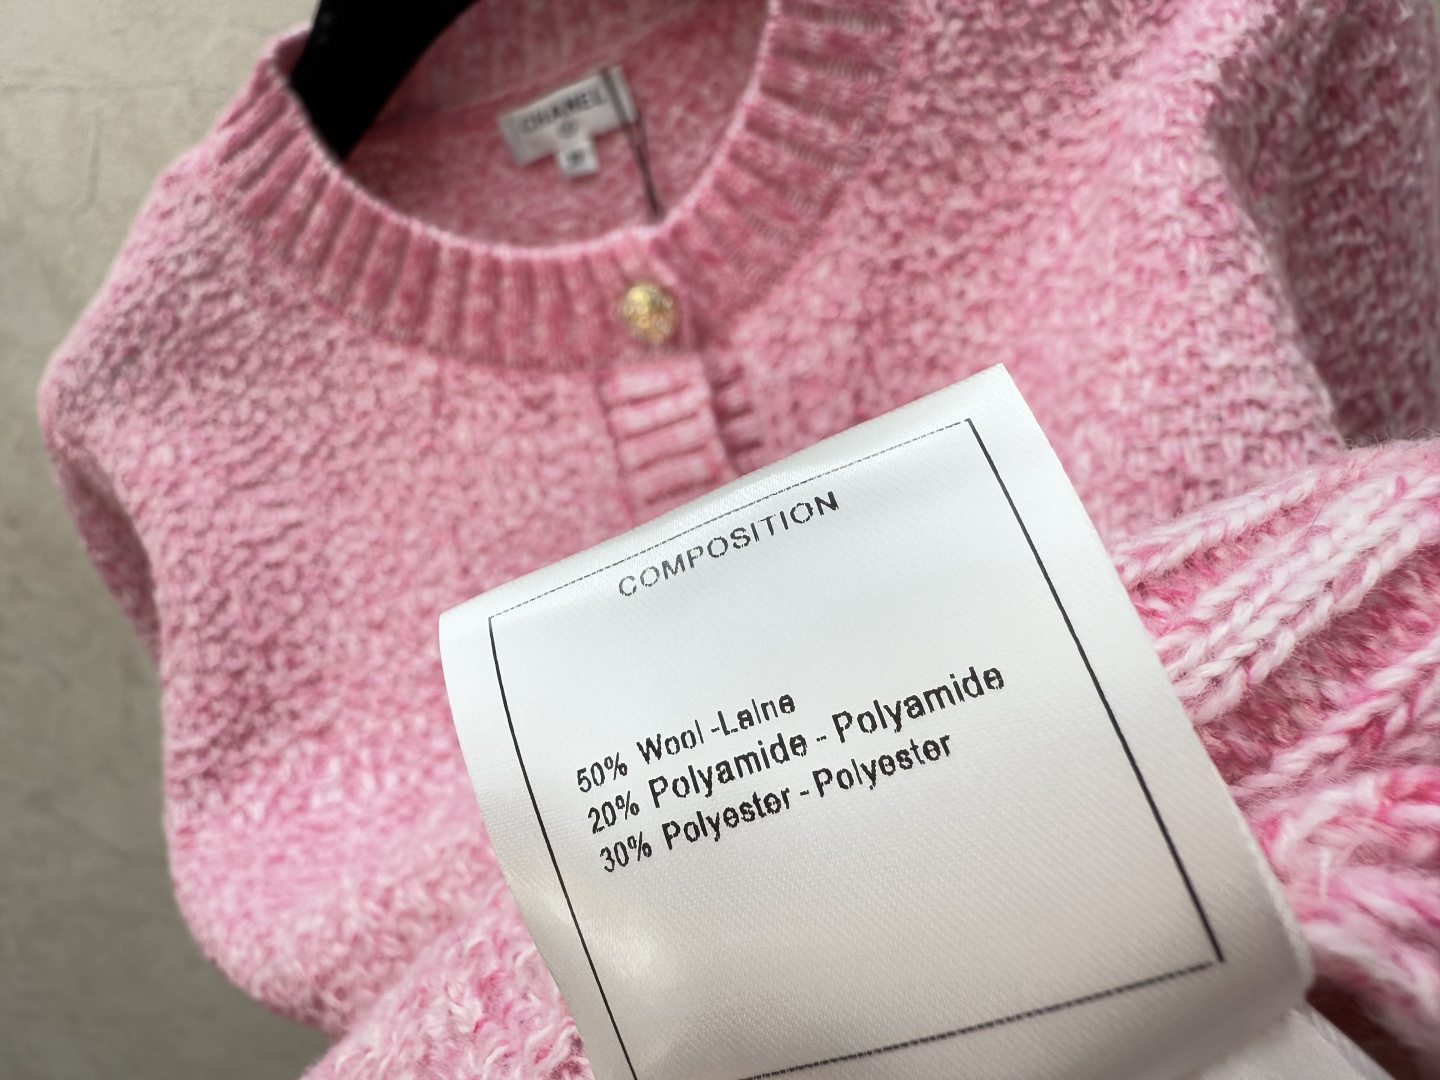 CHANEL
COMPOSITION
50% Wool -Laine
20% Polyamide - Polyamide
30% Polyester - Polyester